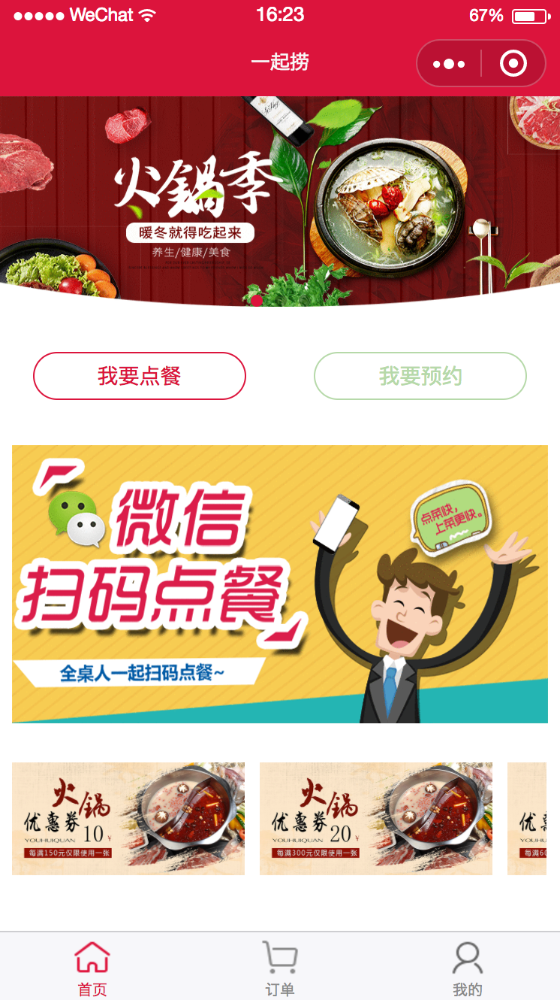 WeChat
16:23
67%
一起捞
火鍋季
暖冬就得吃起来
养生/健康/美食
我要点餐
我要预约
微信
扫码点餐
点菜快，
上菜更快。
全桌人一起扫码点餐~
火锅
优惠券10¥
YOUHUIQUAN
每满150元仅限使用一张
火锅
优惠券20¥
YOUHUIQUAN
每满300元仅限使用一张
优惠
YOUHU
每满60
首页
订单
我的